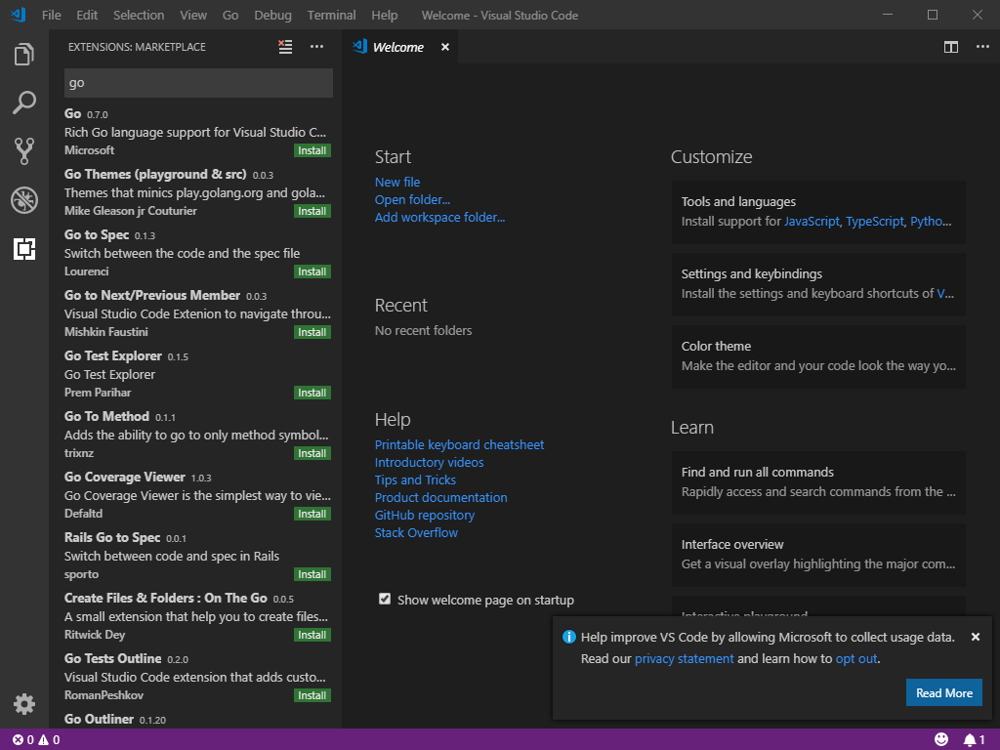 File Edit Selection View Go Debug Terminal Help Welcome - Visual Studio Code
EXTENSIONS: MARKETPLACE
go
Go 0.7.0
Rich Go language support for Visual Studio C...
Microsoft Install
Go Themes (playground & src) 0.0.3
Themes that minics play.golang.org and gola...
Mike Gleason jr Couturier Install
Go to Spec 0.1.3
Switch between the code and the spec file
Lourenci Install
Go to Next/Previous Member 0.0.3
Visual Studio Code Extenion to navigate throu...
Mishkin Faustini Install
Go Test Explorer 0.1.5
Go Test Explorer
Prem Parihar Install
Go To Method 0.1.1
Adds the ability to go to only method symbol...
trixnz Install
Go Coverage Viewer 1.0.3
Go Coverage Viewer is the simplest way to vie...
Defaltd Install
Rails Go to Spec 0.0.1
Switch between code and spec in Rails
sporto Install
Create Files & Folders : On The Go 0.0.5
A small extension that help you to create files...
Ritwick Dey Install
Go Tests Outline 0.2.0
Visual Studio Code extension that adds custo...
RomanPeshkov Install
Go Outliner 0.1.20
Welcome
Start
New file
Open folder...
Add workspace folder...
Recent
No recent folders
Help
Printable keyboard cheatsheet
Introductory videos
Tips and Tricks
Product documentation
GitHub repository
Stack Overflow
Show welcome page on startup
Customize
Tools and languages
Install support for JavaScript, TypeScript, Pytho...
Settings and keybindings
Install the settings and keyboard shortcuts of V...
Color theme
Make the editor and your code look the way yo...
Learn
Find and run all commands
Rapidly access and search commands from the ...
Interface overview
Get a visual overlay highlighting the major com...
Interactive playground
Help improve VS Code by allowing Microsoft to collect usage data.
Read our privacy statement and learn how to opt out.
Read More
0 0
1